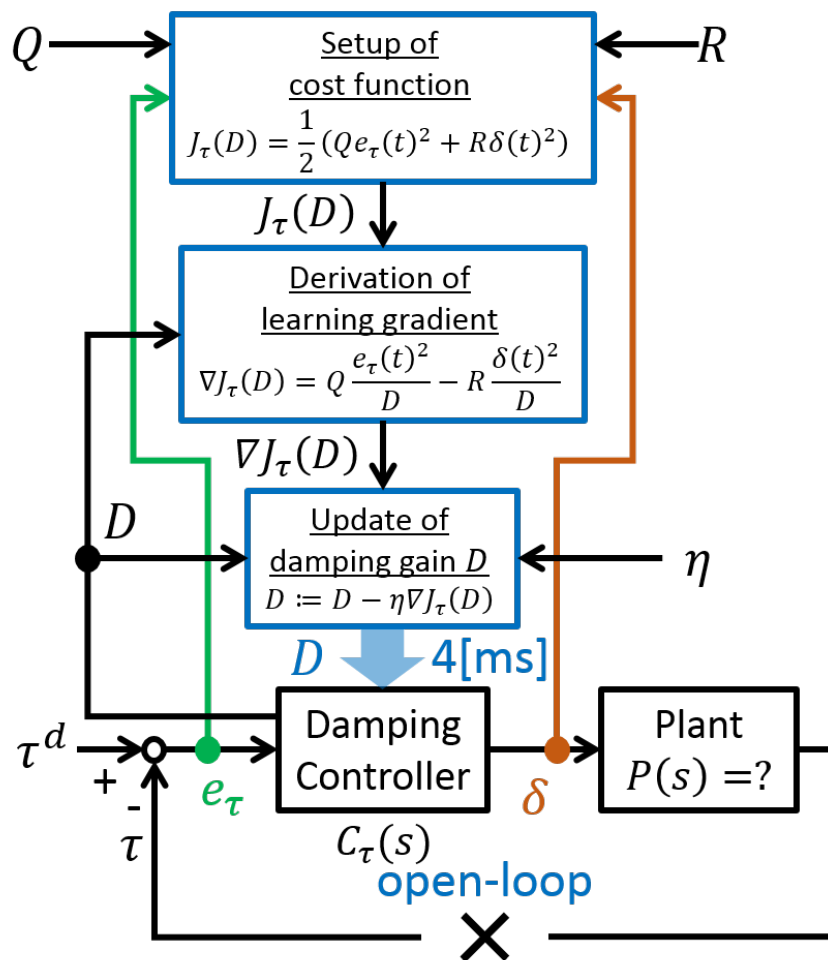 Q
R
Setup of
cost function
J_τ(D) = 1/2 (Qe_τ(t)² + Rδ(t)²)
J_τ(D)
Derivation of
learning gradient
∇J_τ(D) = Q e_τ(t)²/D − R δ(t)²/D
∇J_τ(D)
D
Update of
damping gain D
D ≔ D − η∇J_τ(D)
η
D 4[ms]
τ^d
+
-
τ
e_τ
Damping
Controller
C_τ(s)
δ
Plant
P(s) =?
open-loop